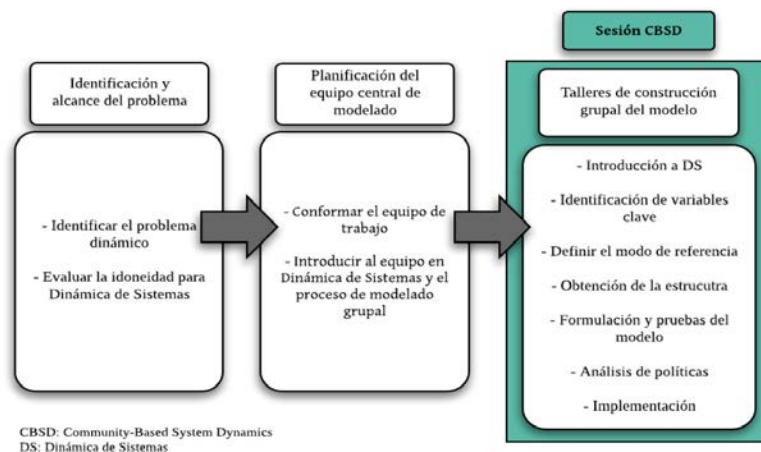 Sesión CBSD
Identificación y
alcance del problema
- Identificar el problema
dinámico
- Evaluar la idoneidad para
Dinámica de Sistemas
Planificación del
equipo central de
modelado
- Conformar el equipo de
trabajo
- Introducir al equipo en
Dinámica de Sistemas y el
proceso de modelado
grupal
Talleres de construcción
grupal del modelo
- Introducción a DS
- Identificación de variables
clave
- Definir el modo de referencia
- Obtención de la estrucutra
- Formulación y pruebas del
modelo
- Análisis de políticas
- Implementación
CBSD: Community-Based System Dynamics
DS: Dinámica de Sistemas